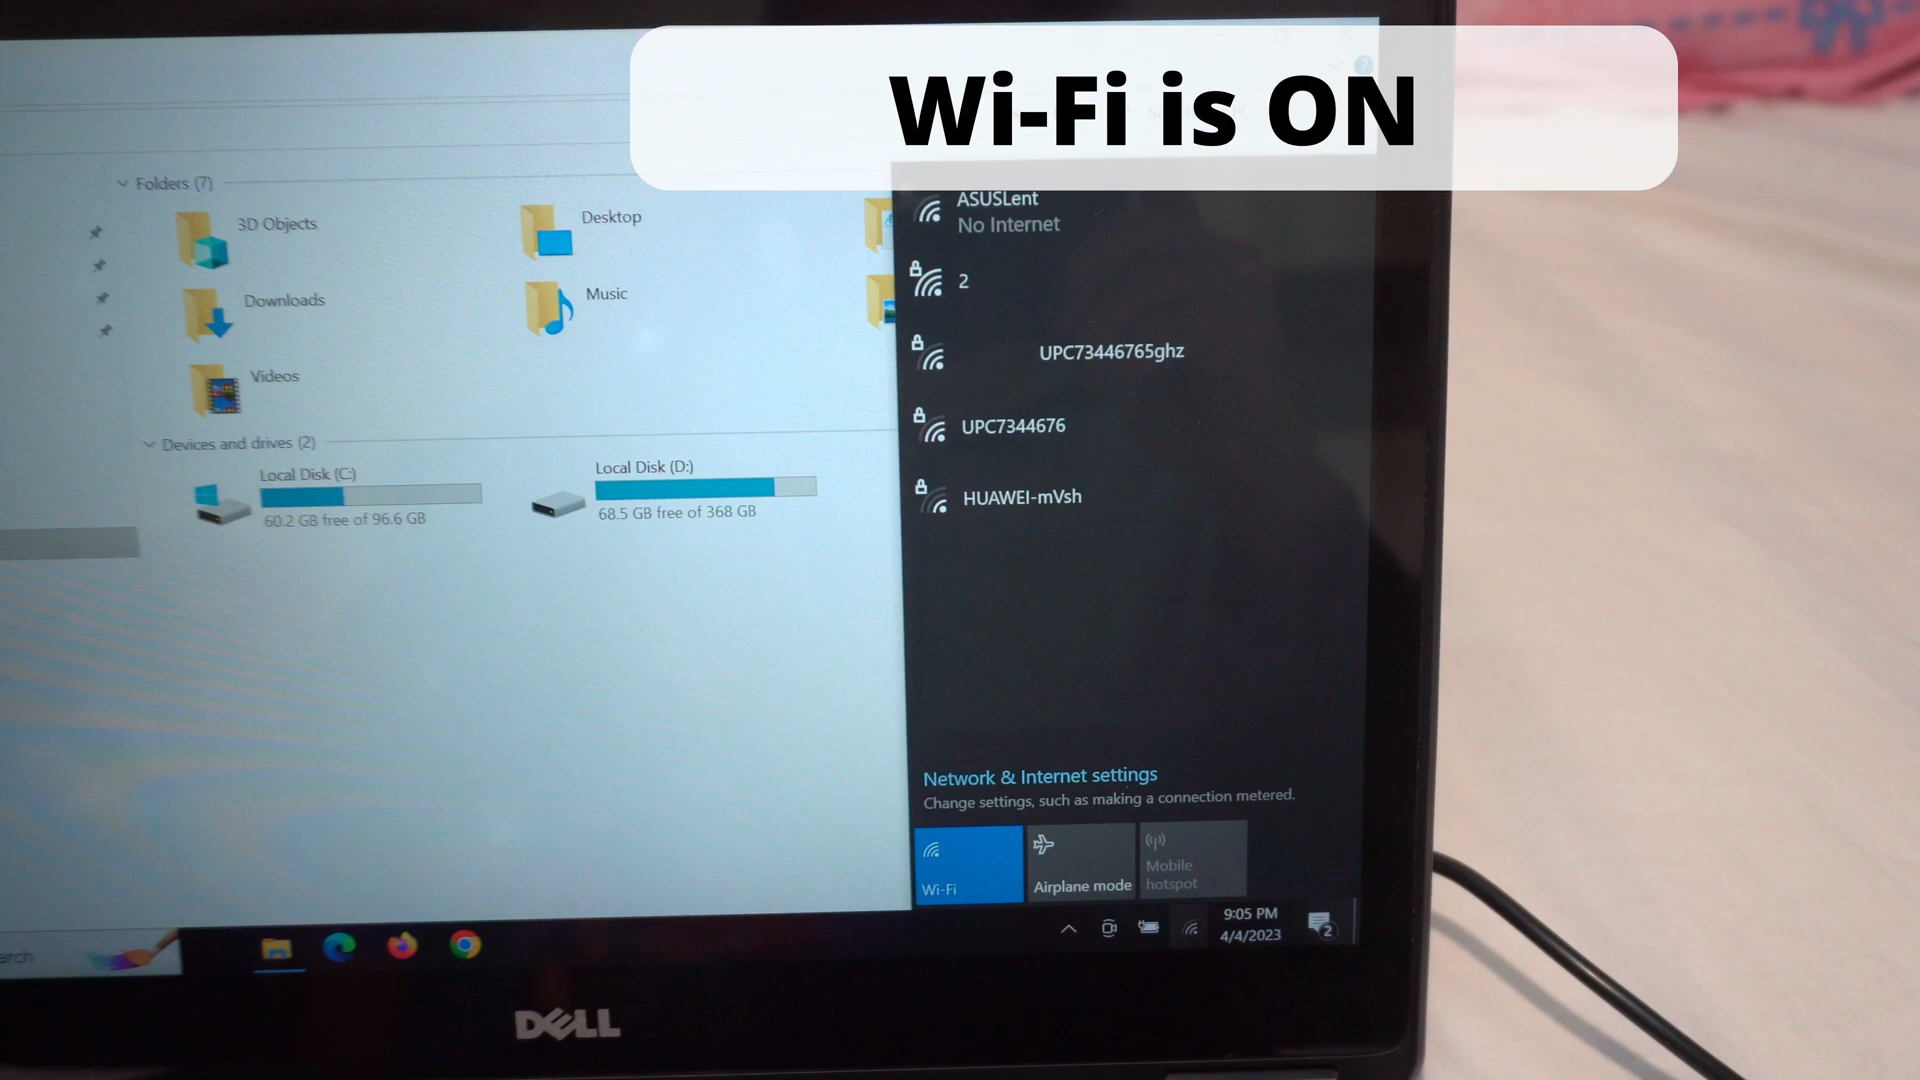 Wi-Fi is ON
Folders (7)
3D Objects
Desktop
Downloads
Music
Videos
Devices and drives (2)
Local Disk (C:)
60.2 GB free of 96.6 GB
Local Disk (D:)
68.5 GB free of 368 GB
ASUSLent
No Internet
2
UPC73446765ghz
UPC7344676
HUAWEI-mVsh
Network & Internet settings
Change settings, such as making a connection metered.
Wi-Fi
Airplane mode
Mobile
hotspot
arch
9:05 PM
4/4/2023
2
DELL